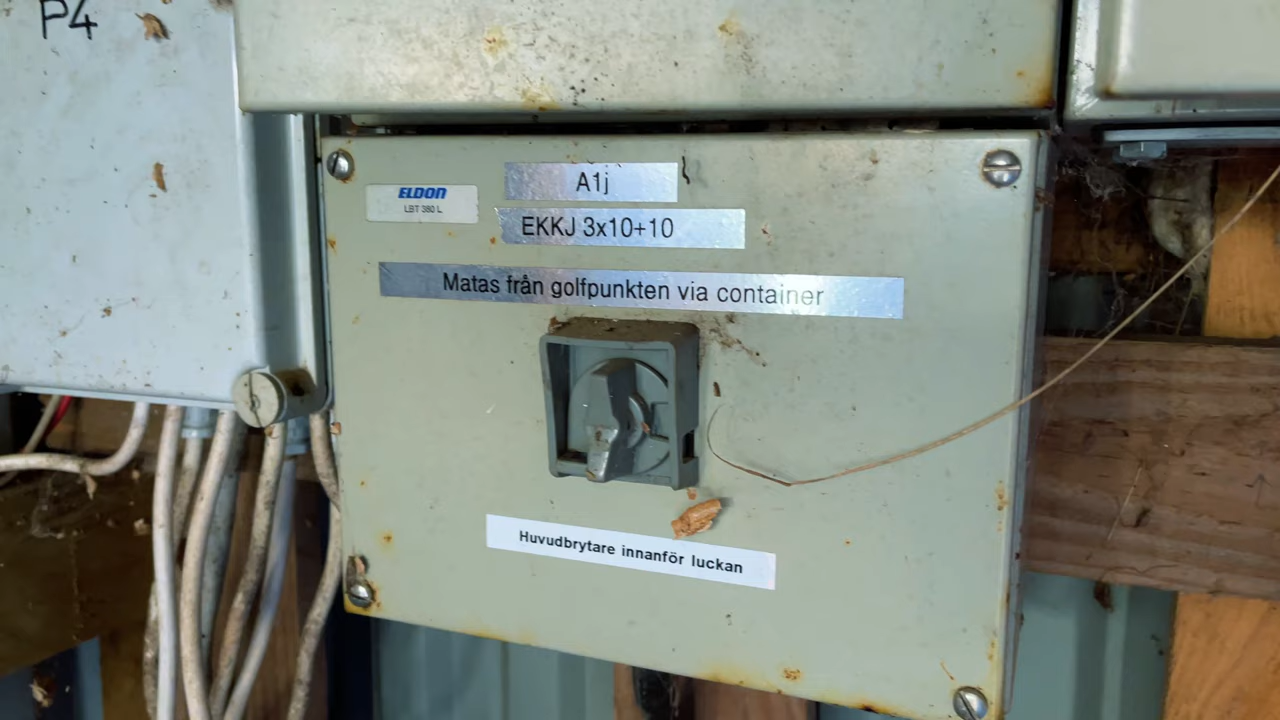 P4
A1j
ELDON
LBT 380 L
EKKJ 3x10+10
Matas från golfpunkten via container
Huvudbrytare innanför luckan